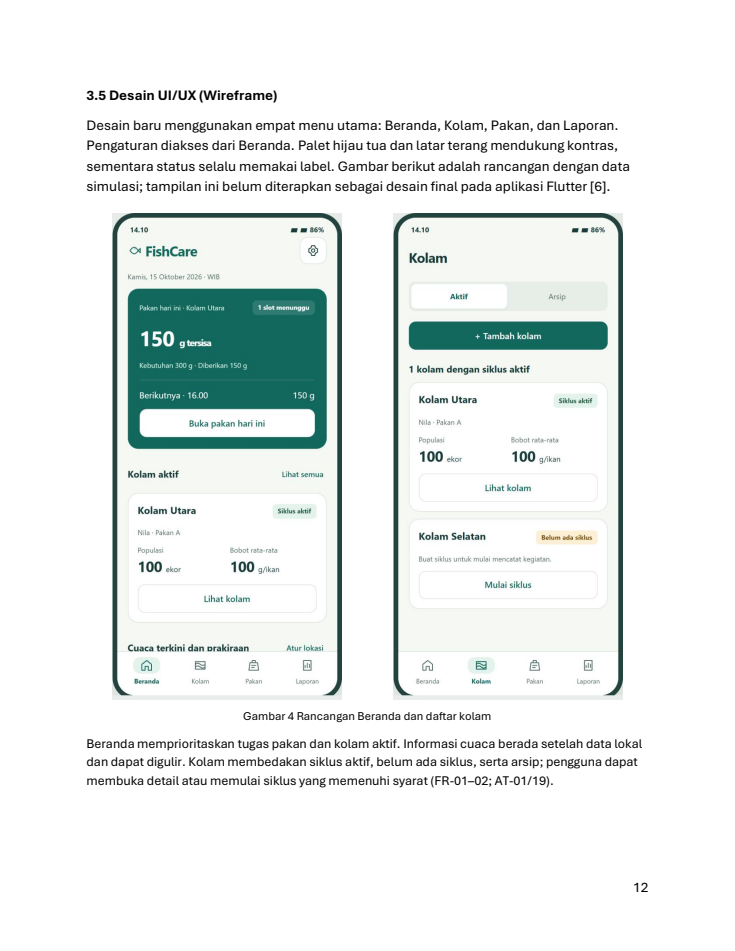 3.5 Desain UI/UX (Wireframe)
Desain baru menggunakan empat menu utama: Beranda, Kolam, Pakan, dan Laporan.
Pengaturan diakses dari Beranda. Palet hijau tua dan latar terang mendukung kontras,
sementara status selalu memakai label. Gambar berikut adalah rancangan dengan data
simulasi; tampilan ini belum diterapkan sebagai desain final pada aplikasi Flutter [6].
14.10 86%
FishCare
Kamis, 15 Oktober 2026 · WIB
Pakan hari ini · Kolam Utara 1 slot menunggu
150 g tersisa
Kebutuhan 300 g · Diberikan 150 g
Berikutnya · 16.00 150 g
Buka pakan hari ini
Kolam aktif Lihat semua
Kolam Utara Siklus aktif
Nila · Pakan A
Populasi Bobot rata-rata
100 ekor 100 g/ikan
Lihat kolam
Cuaca terkini dan prakiraan Atur lokasi
Beranda Kolam Pakan Laporan
14.10 86%
Kolam
Aktif Arsip
+ Tambah kolam
1 kolam dengan siklus aktif
Kolam Utara Siklus aktif
Nila · Pakan A
Populasi Bobot rata-rata
100 ekor 100 g/ikan
Lihat kolam
Kolam Selatan Belum ada siklus
Buat siklus untuk mulai mencatat kegiatan.
Mulai siklus
Beranda Kolam Pakan Laporan
Gambar 4 Rancangan Beranda dan daftar kolam
Beranda memprioritaskan tugas pakan dan kolam aktif. Informasi cuaca berada setelah data lokal
dan dapat digulir. Kolam membedakan siklus aktif, belum ada siklus, serta arsip; pengguna dapat
membuka detail atau memulai siklus yang memenuhi syarat (FR-01–02; AT-01/19).
12